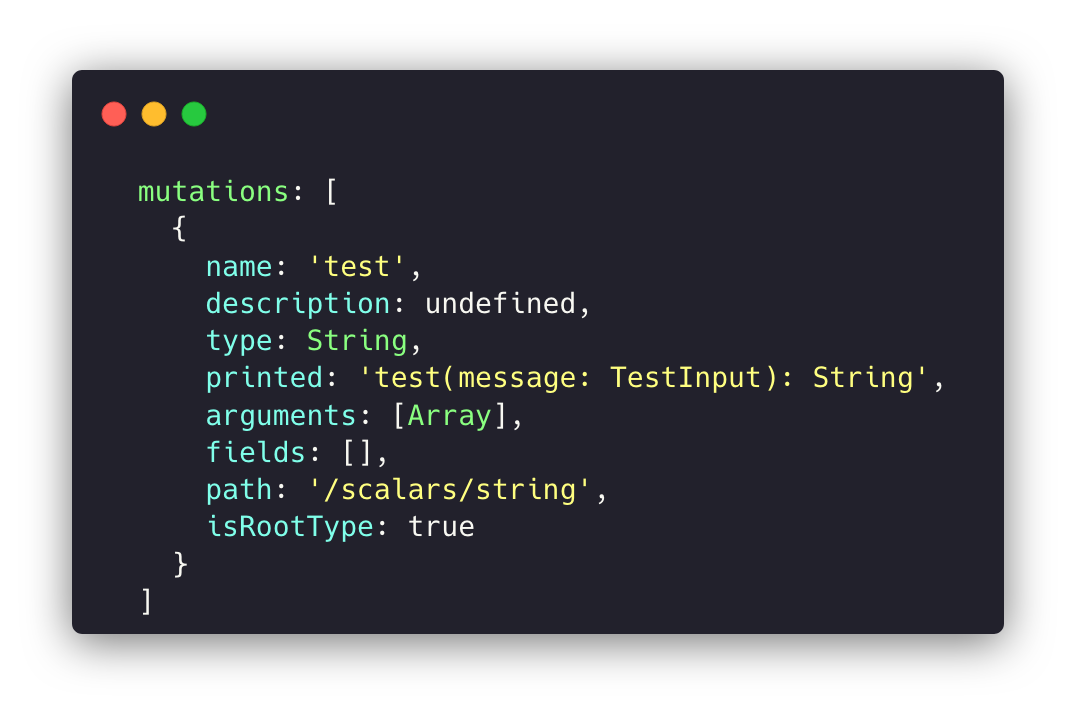 mutations: [
  {
    name: 'test',
    description: undefined,
    type: String,
    printed: 'test(message: TestInput): String',
    arguments: [Array],
    fields: [],
    path: '/scalars/string',
    isRootType: true
  }
]